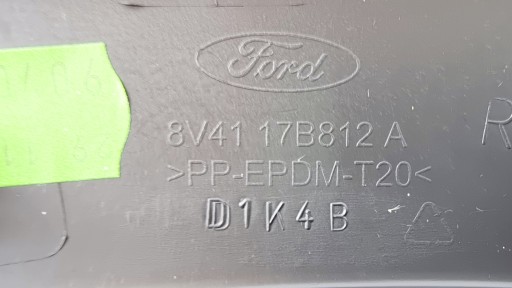 Ford
8V41 17B812 A
>PP-EPDM-T20<
D1K4B
R